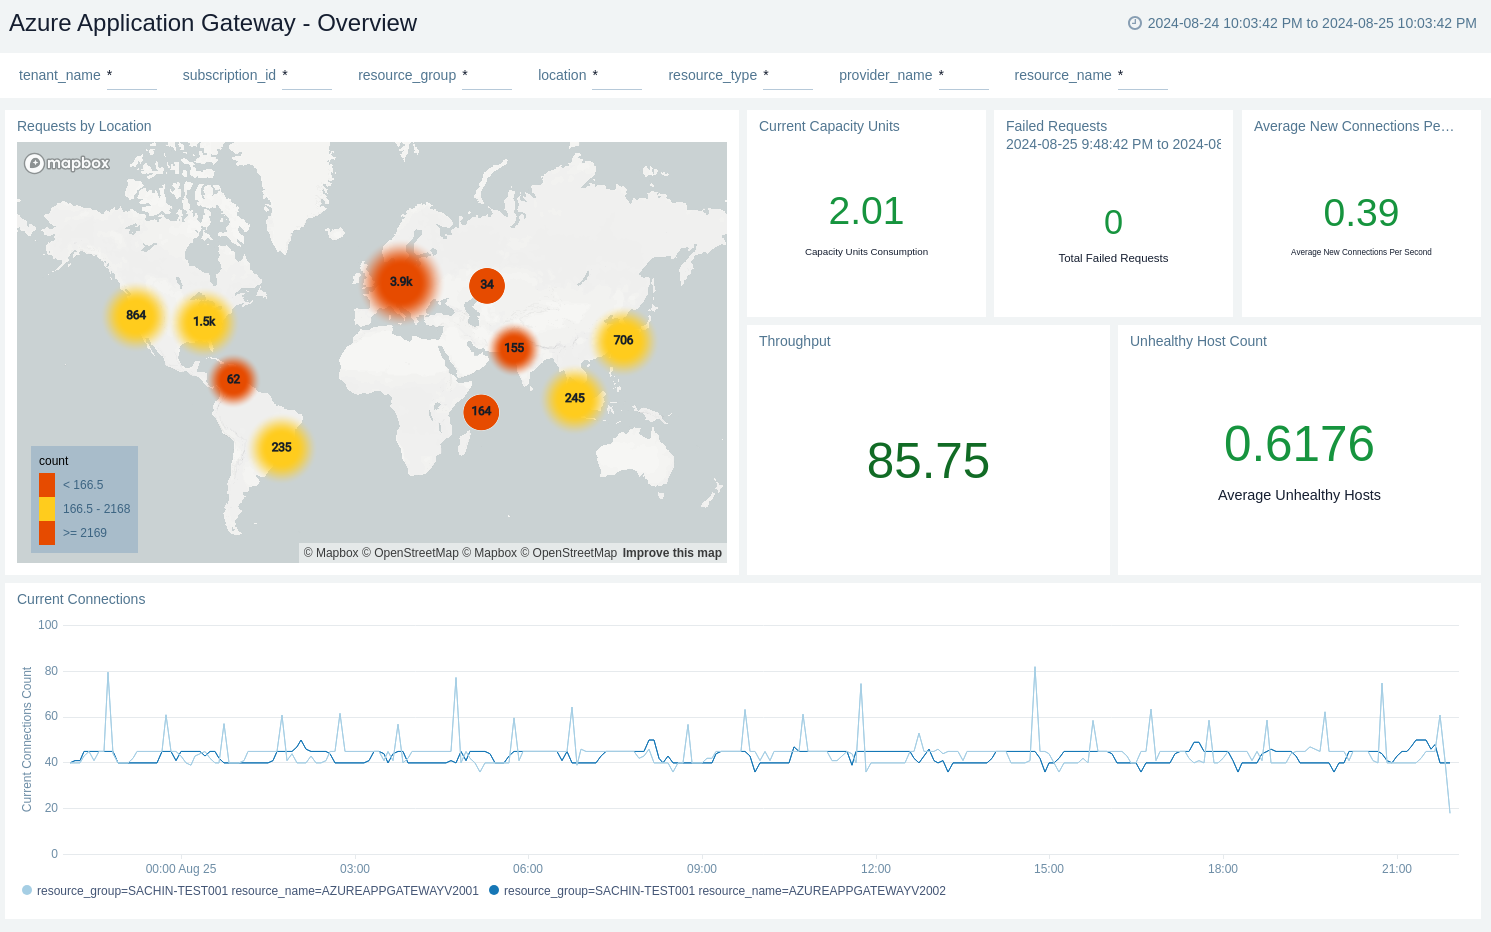 Azure Application Gateway - Overview
2024-08-24 10:03:42 PM to 2024-08-25 10:03:42 PM
tenant_name *
subscription_id *
resource_group *
location *
resource_type *
provider_name *
resource_name *
Requests by Location
mapbox
3.9k
34
864
1.5k
706
155
62
245
164
235
count
< 166.5
166.5 - 2168
>= 2169
© Mapbox © OpenStreetMap © Mapbox © OpenStreetMap Improve this map
Current Capacity Units
2.01
Capacity Units Consumption
Failed Requests
2024-08-25 9:48:42 PM to 2024-08
0
Total Failed Requests
Average New Connections Pe…
0.39
Average New Connections Per Second
Throughput
85.75
Unhealthy Host Count
0.6176
Average Unhealthy Hosts
Current Connections
Current Connections Count
100
80
60
40
20
0
00:00 Aug 25
03:00
06:00
09:00
12:00
15:00
18:00
21:00
resource_group=SACHIN-TEST001 resource_name=AZUREAPPGATEWAYV2001
resource_group=SACHIN-TEST001 resource_name=AZUREAPPGATEWAYV2002